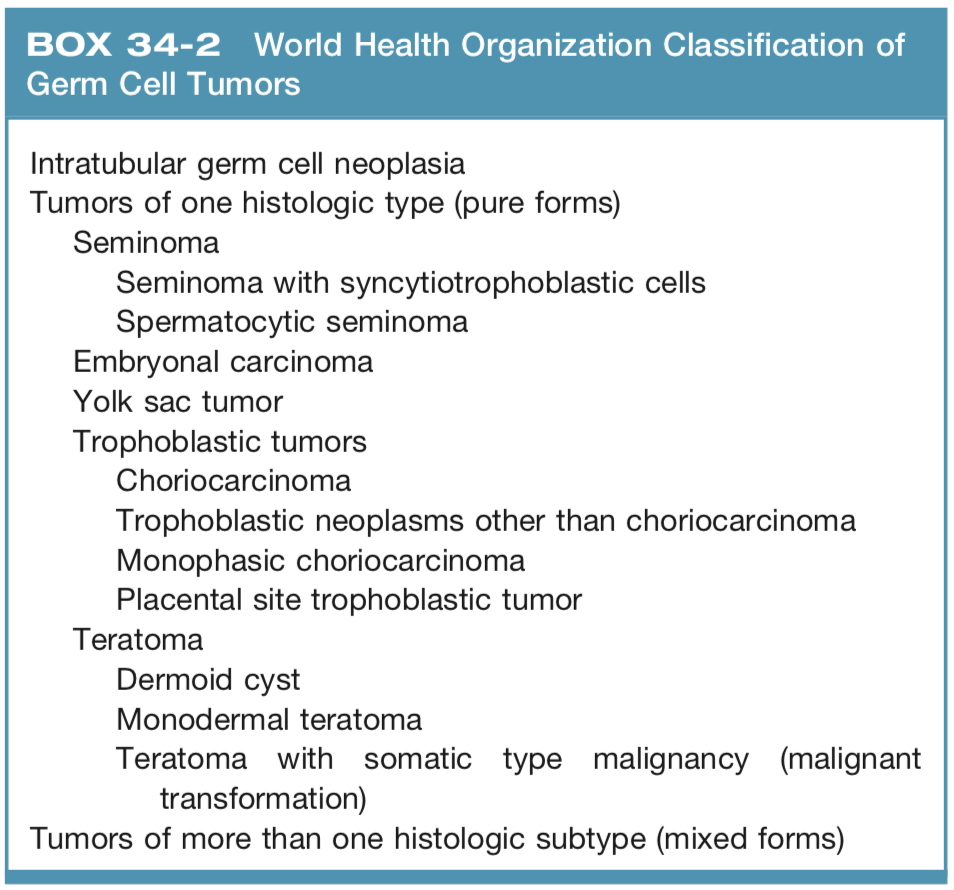 BOX 34-2 World Health Organization Classification of
Germ Cell Tumors
Intratubular germ cell neoplasia
Tumors of one histologic type (pure forms)
Seminoma
Seminoma with syncytiotrophoblastic cells
Spermatocytic seminoma
Embryonal carcinoma
Yolk sac tumor
Trophoblastic tumors
Choriocarcinoma
Trophoblastic neoplasms other than choriocarcinoma
Monophasic choriocarcinoma
Placental site trophoblastic tumor
Teratoma
Dermoid cyst
Monodermal teratoma
Teratoma with somatic type malignancy (malignant
transformation)
Tumors of more than one histologic subtype (mixed forms)